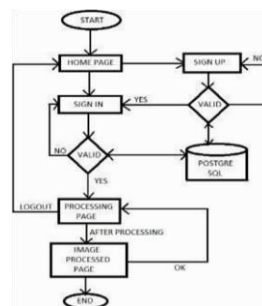 START
HOME PAGE
SIGN UP
NO
SIGN IN
YES
VALID
NO
VALID
POSTGRE
SQL
YES
LOGOUT
PROCESSING
PAGE
AFTER PROCESSING
IMAGE
PROCESSED
PAGE
OK
END